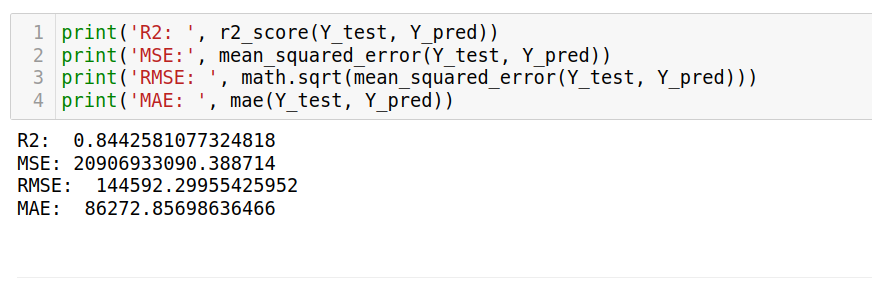 1 print('R2: ', r2_score(Y_test, Y_pred))
2 print('MSE:', mean_squared_error(Y_test, Y_pred))
3 print('RMSE: ', math.sqrt(mean_squared_error(Y_test, Y_pred)))
4 print('MAE: ', mae(Y_test, Y_pred))
R2:  0.8442581077324818
MSE: 20906933090.388714
RMSE:  144592.29955425952
MAE:  86272.85698636466